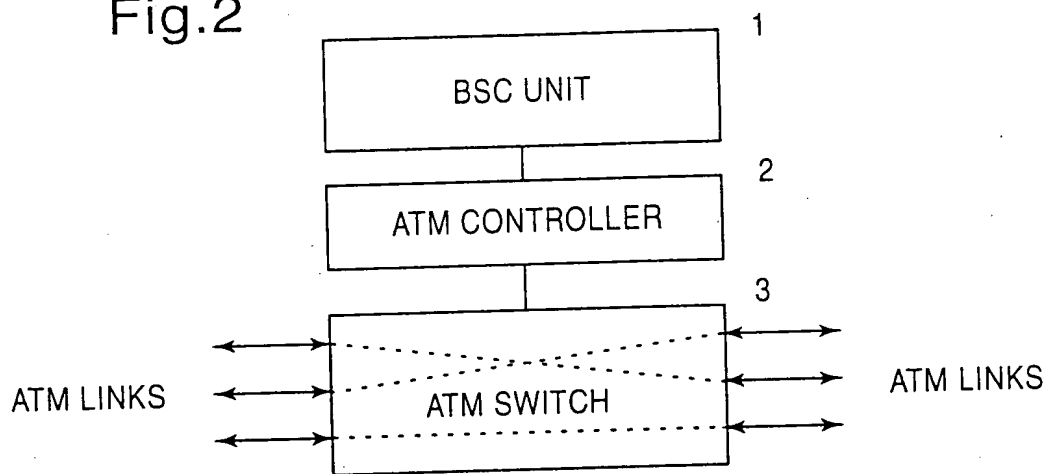 Fig.2
1
BSC UNIT
2
ATM CONTROLLER
3
ATM LINKS
ATM SWITCH
ATM LINKS